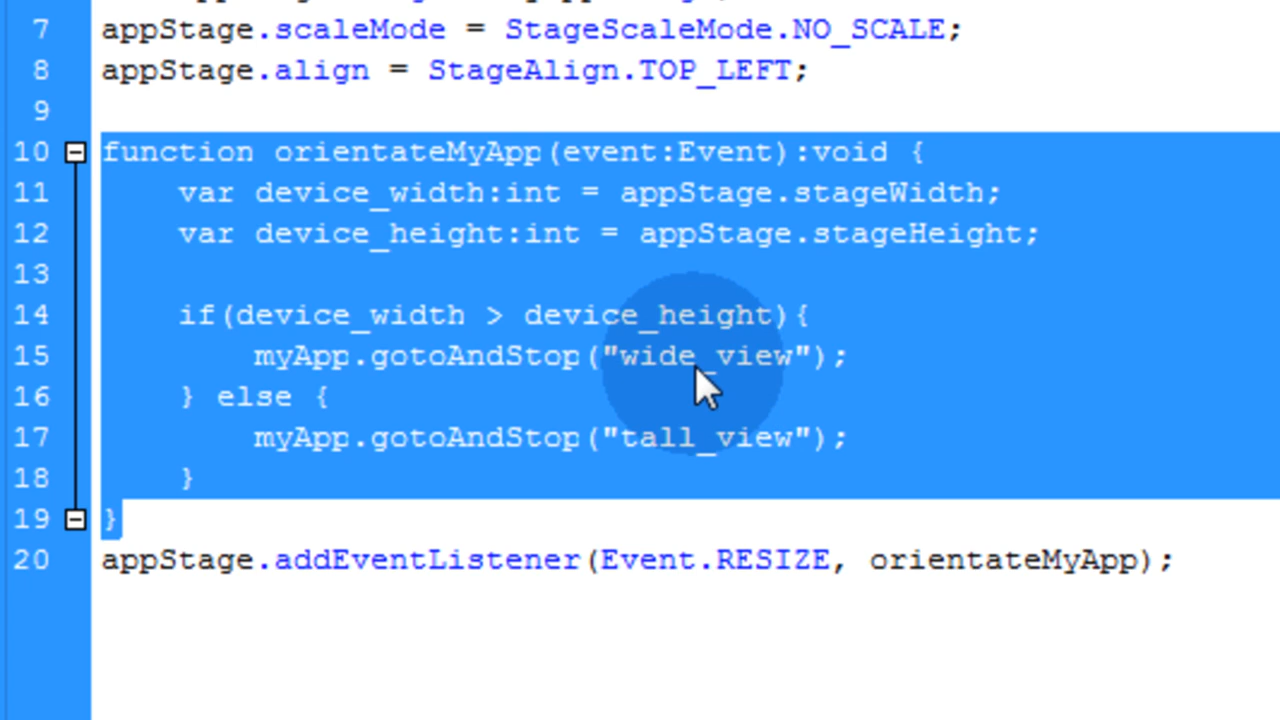 7 appStage.scaleMode = StageScaleMode.NO_SCALE;
8 appStage.align = StageAlign.TOP_LEFT;
9
10 function orientateMyApp(event:Event):void {
11 var device_width:int = appStage.stageWidth;
12 var device_height:int = appStage.stageHeight;
13
14 if(device_width > device_height){
15 myApp.gotoAndStop("wide_view");
16 } else {
17 myApp.gotoAndStop("tall_view");
18 }
19 }
20 appStage.addEventListener(Event.RESIZE, orientateMyApp);